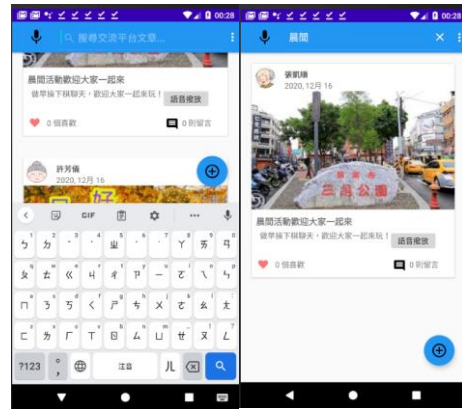 00:28
搜尋交流平台文章...
晨間活動歡迎大家一起來
做早操下棋聊天,歡迎大家一起來玩!
語音撥放
0 個喜歡
0 則留言
許芳儀
2020, 12月 16
好
GIF
ㄅ ㄉ ˇ ˋ ㄓ ˊ ˙ ㄚ ㄞ ㄢ
ㄆ ㄊ ㄍ ㄐ ㄔ ㄗ ㄧ ㄛ ㄟ ㄣ
ㄇ ㄋ ㄎ ㄑ ㄕ ㄘ ㄨ ㄜ ㄠ ㄤ
ㄈ ㄌ ㄏ ㄒ ㄖ ㄙ ㄩ ㄝ ㄡ ㄥ
?123 ° , 注音 ㄦ
00:28
晨間
張凱順
2020, 12月 16
三角公園
晨間活動歡迎大家一起來
做早操下棋聊天,歡迎大家一起來玩!
語音撥放
0 個喜歡
0 則留言